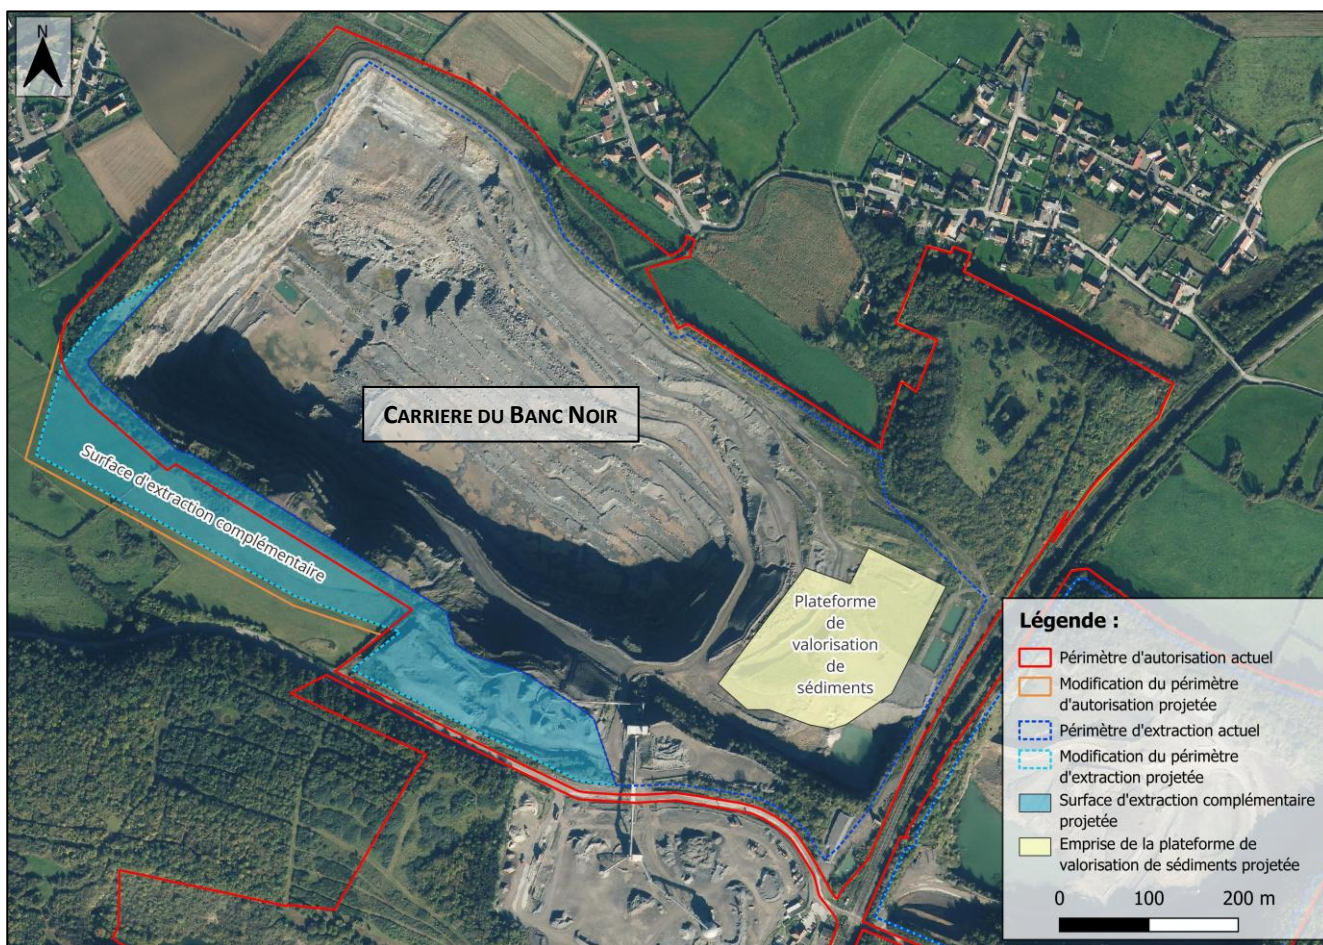 N
CARRIERE DU BANC NOIR
Surface d'extraction complémentaire
Plateforme
de
valorisation
de
sédiments
Légende :
Périmètre d'autorisation actuel
Modification du périmètre
d'autorisation projetée
Périmètre d'extraction actuel
Modification du périmètre
d'extraction projetée
Surface d'extraction complémentaire
projetée
Emprise de la plateforme de
valorisation de sédiments projetée
0 100 200 m